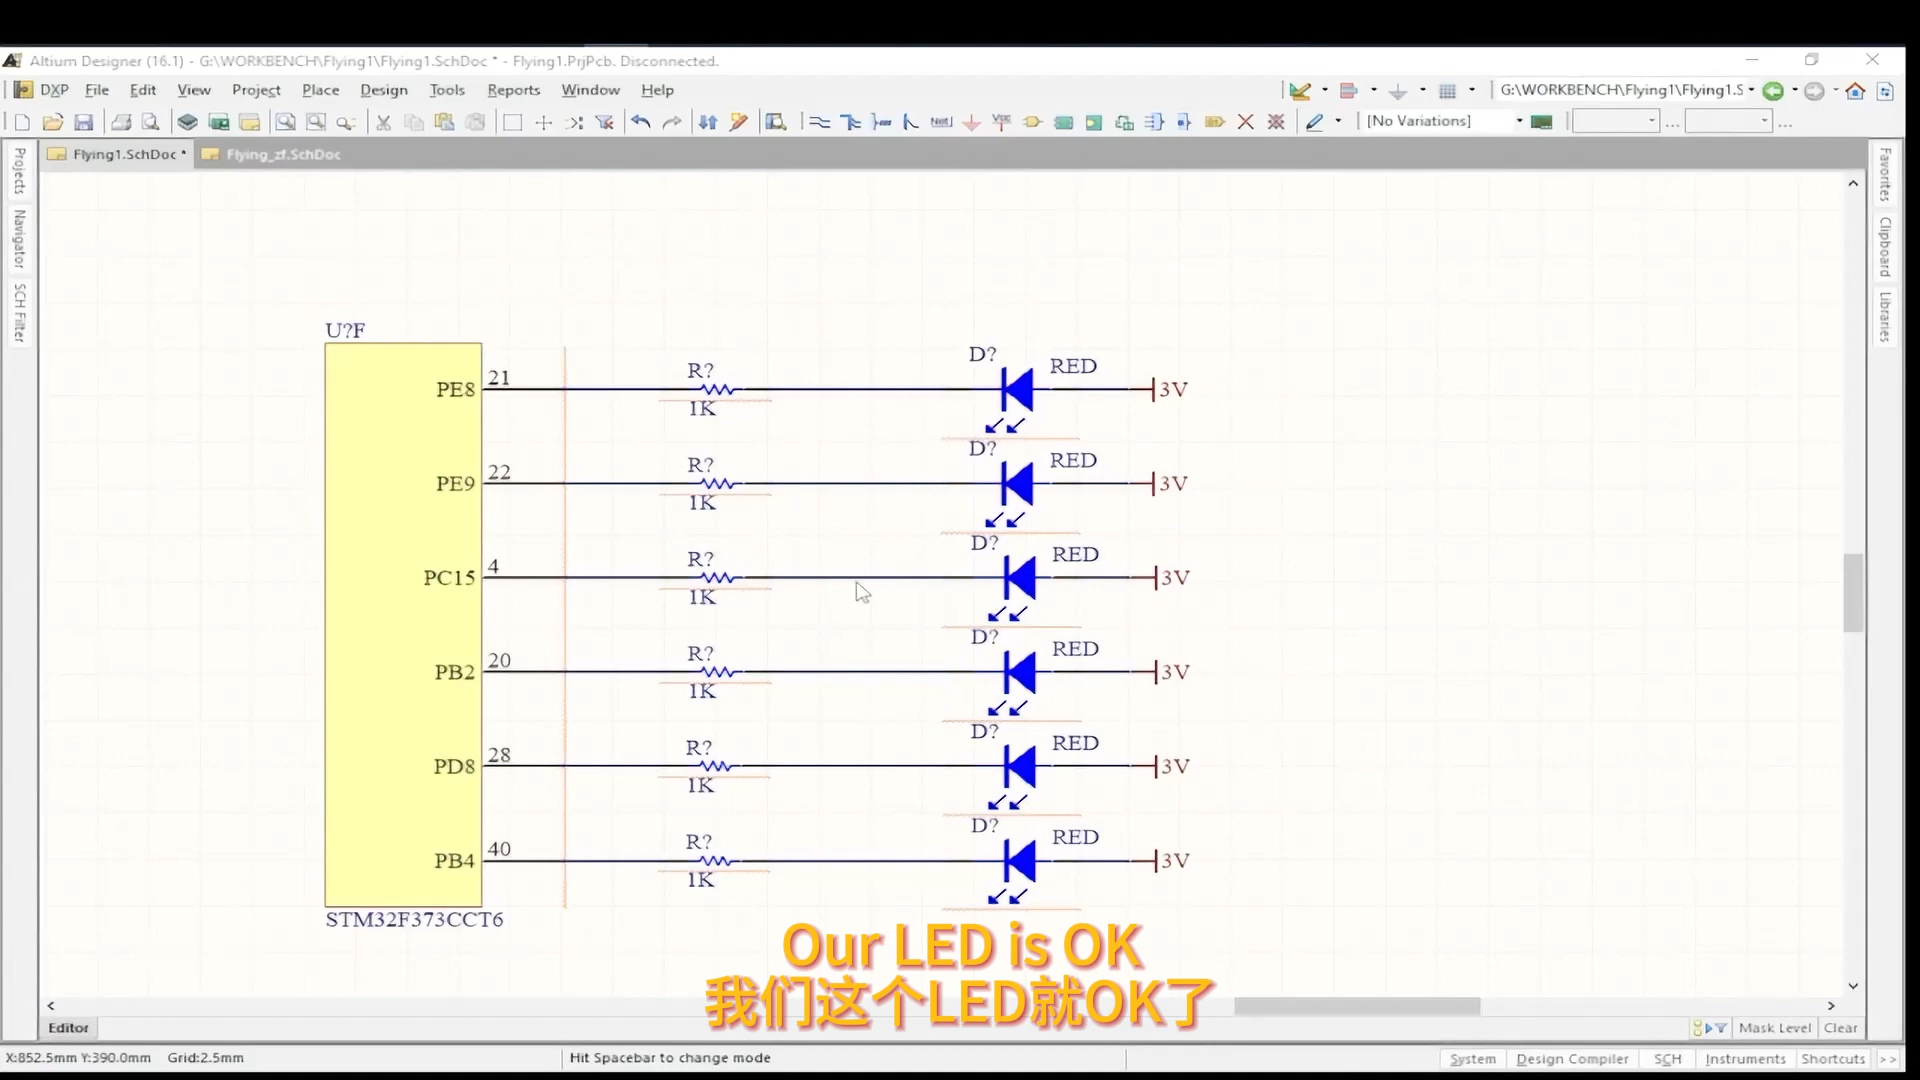 Altium Designer (16.1) - G:\WORKBENCH\Flying1\Flying1.SchDoc * - Flying1.PrjPcb. Disconnected.
DXP File Edit View Project Place Design Tools Reports Window Help
G:\WORKBENCH\Flying1\Flying1.S
[No Variations]
Flying1.SchDoc *
Flying_zf.SchDoc
Projects
Navigator
SCH Filter
Favorites
Clipboard
Libraries
U?F
PE8 21 R? 1K D? RED 3V
PE9 22 R? 1K D? RED 3V
PC15 4 R? 1K D? RED 3V
PB2 20 R? 1K D? RED 3V
PD8 28 R? 1K D? RED 3V
PB4 40 R? 1K D? RED 3V
STM32F373CCT6
Our LED is OK
我们这个LED就OK了
Editor
Mask Level Clear
X:852.5mm Y:390.0mm Grid:2.5mm
Hit Spacebar to change mode
System Design Compiler SCH Instruments Shortcuts >>